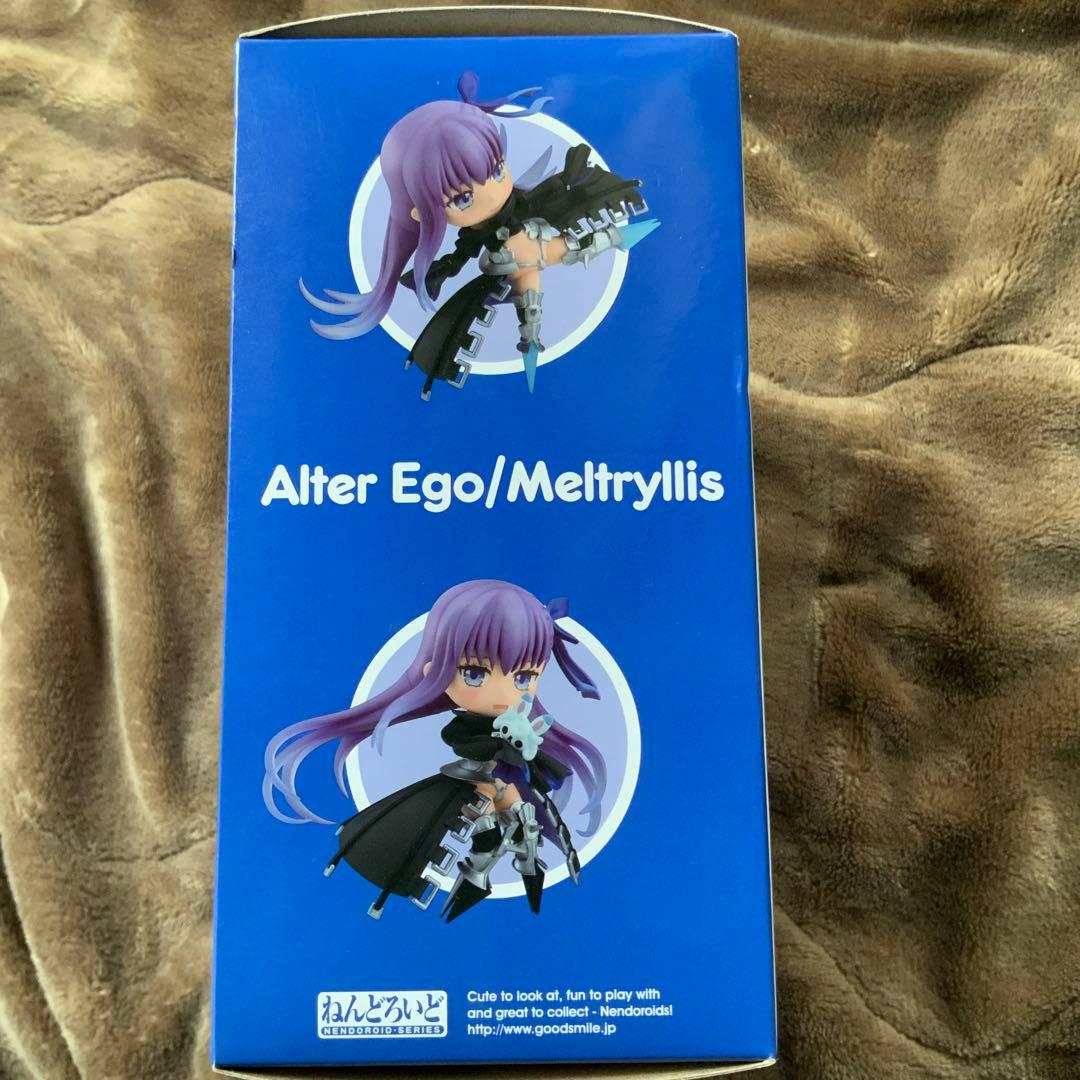 Alter Ego/Meltryllis
ねんどろいど
NENDOROID·SERIES
Cute to look at, fun to play with
and great to collect - Nendoroids!
http://www.goodsmile.jp